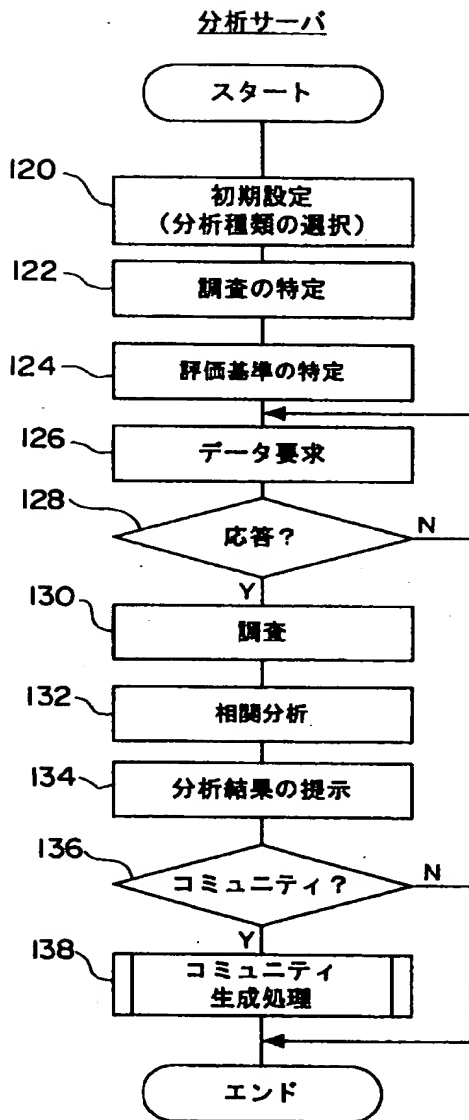 分析サーバ
スタート
120
初期設定
(分析種類の選択)
122
調査の特定
124
評価基準の特定
126
データ要求
128
応答?
N
Y
130
調査
132
相関分析
134
分析結果の提示
136
コミュニティ?
N
Y
138
コミュニティ
生成処理
エンド